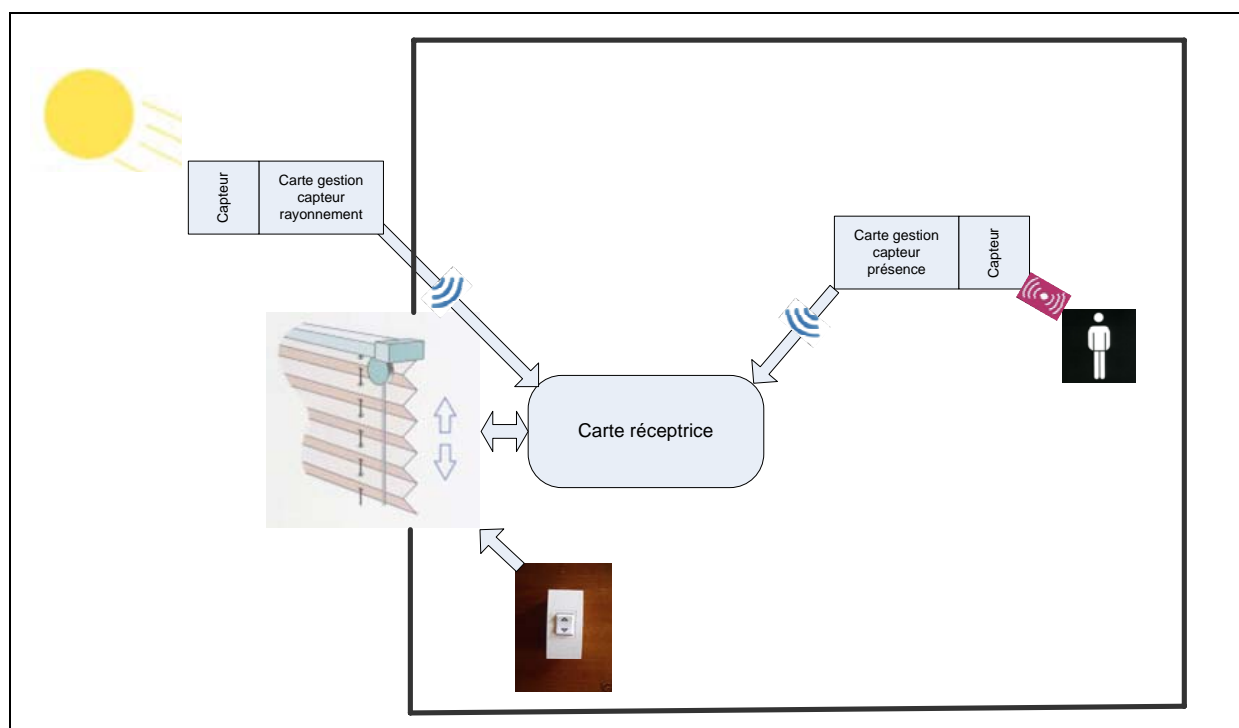 Capteur
Carte gestion
capteur
rayonnement
Carte gestion
capteur
présence
Capteur
Carte réceptrice